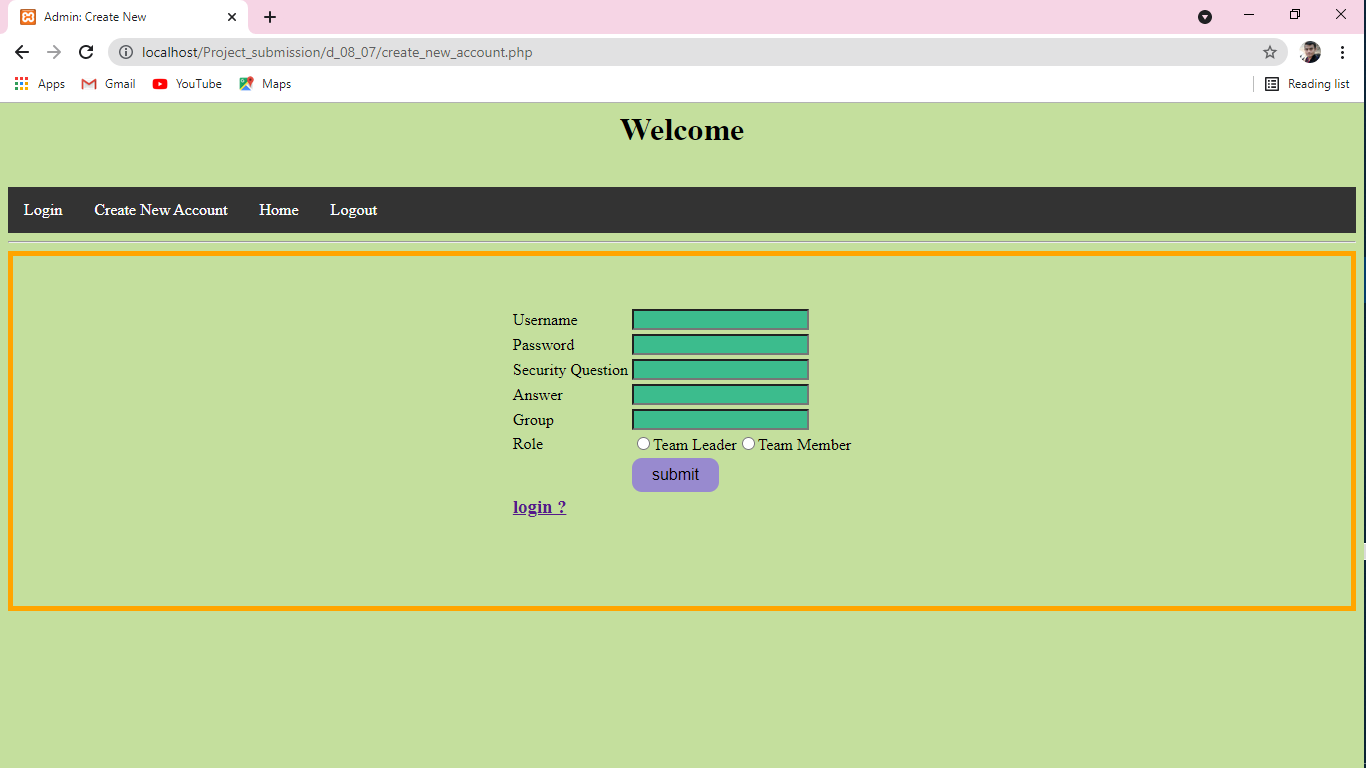 Admin: Create New
localhost/Project_submission/d_08_07/create_new_account.php
Apps Gmail YouTube Maps Reading list
Welcome
Login Create New Account Home Logout
Username
Password
Security Question
Answer
Group
Role Team Leader Team Member
submit
login ?